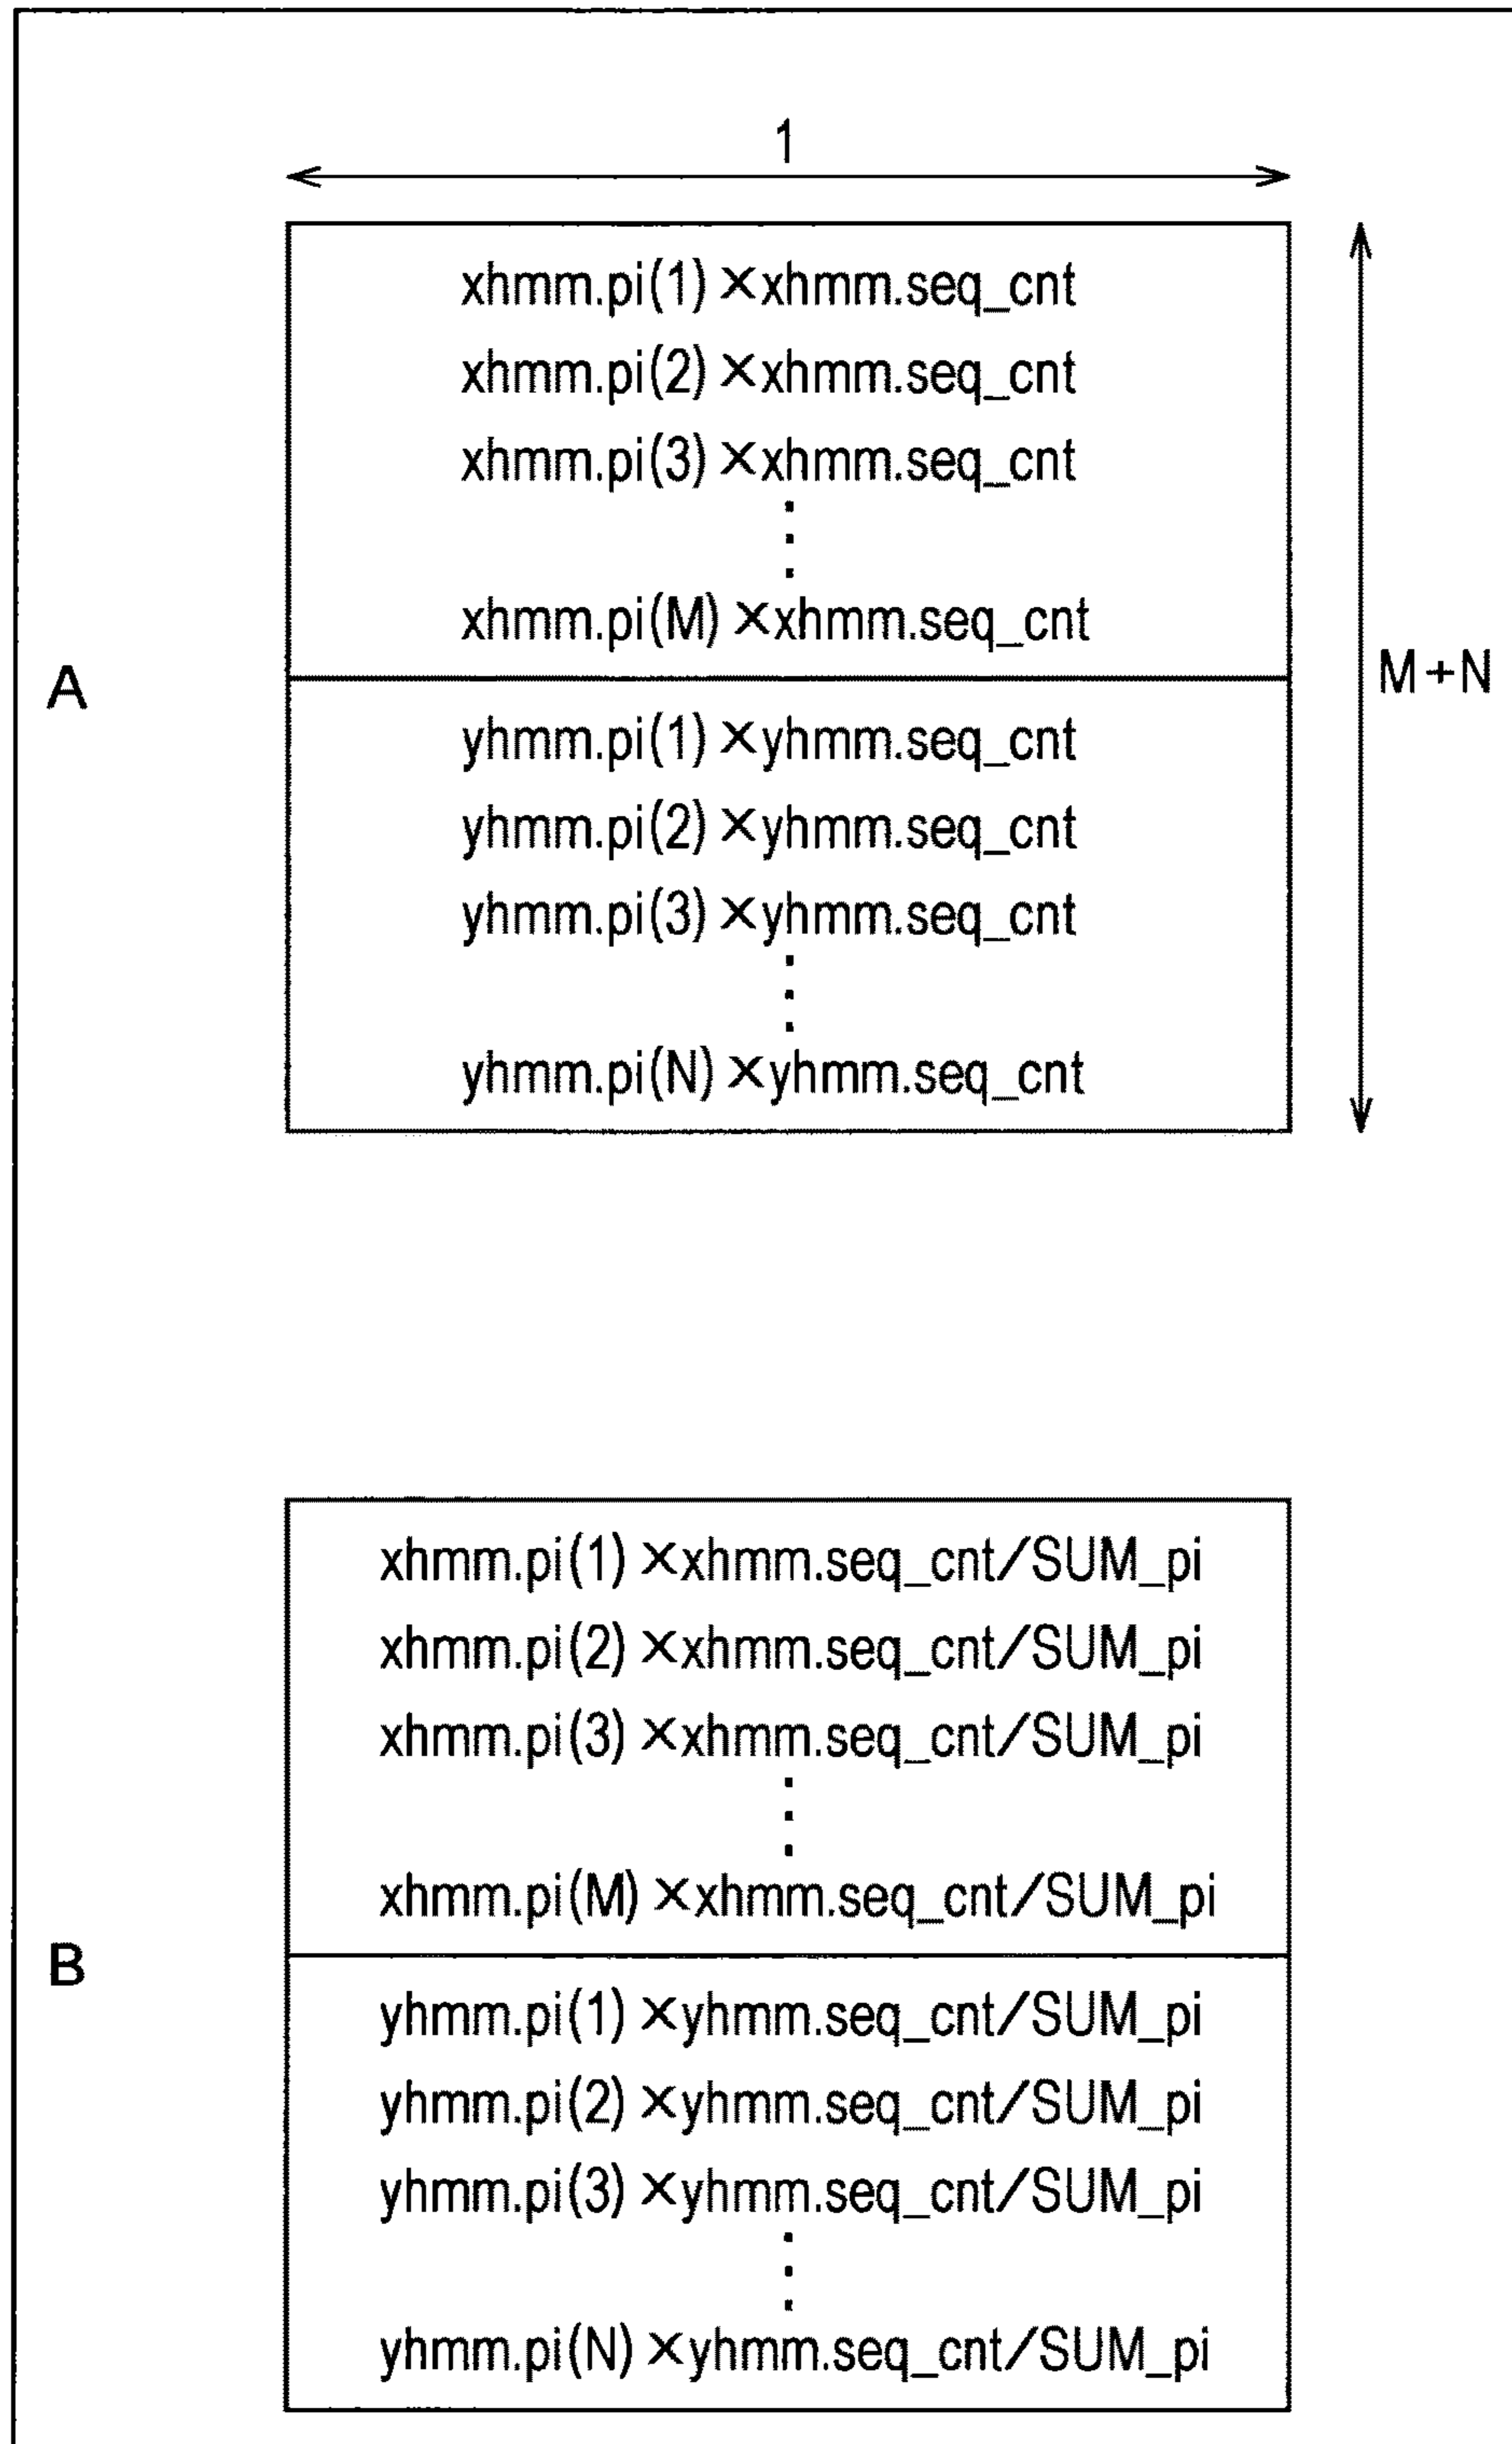 1
xhmm.pi(1)×xhmm.seq_cnt
xhmm.pi(2)×xhmm.seq_cnt
xhmm.pi(3)×xhmm.seq_cnt
xhmm.pi(M)×xhmm.seq_cnt
A
M+N
yhmm.pi(1)×yhmm.seq_cnt
yhmm.pi(2)×yhmm.seq_cnt
yhmm.pi(3)×yhmm.seq_cnt
yhmm.pi(N)×yhmm.seq_cnt
xhmm.pi(1)×xhmm.seq_cnt/SUM_pi
xhmm.pi(2)×xhmm.seq_cnt/SUM_pi
xhmm.pi(3)×xhmm.seq_cnt/SUM_pi
xhmm.pi(M)×xhmm.seq_cnt/SUM_pi
B
yhmm.pi(1)×yhmm.seq_cnt/SUM_pi
yhmm.pi(2)×yhmm.seq_cnt/SUM_pi
yhmm.pi(3)×yhmm.seq_cnt/SUM_pi
yhmm.pi(N)×yhmm.seq_cnt/SUM_pi